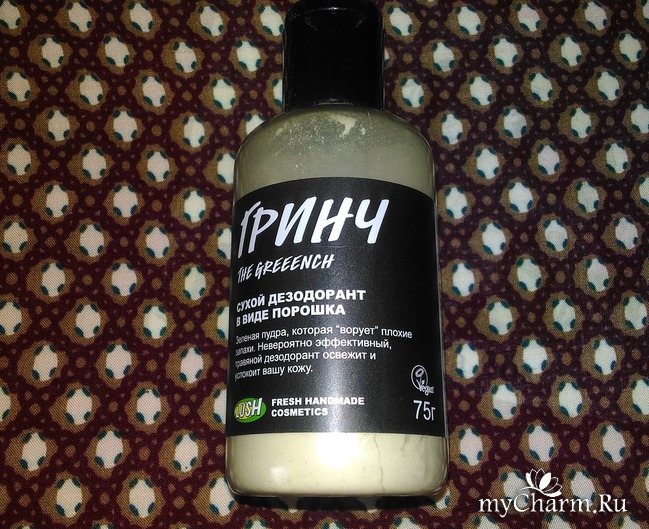 ГРИНЧ
THE GREEENCH
СУХОЙ ДЕЗОДОРАНТ
В ВИДЕ ПОРОШКА
Зеленая пудра, которая "ворует" плохие
запахи. Невероятно эффективный,
травяной дезодорант освежит и
успокоит вашу кожу.
LUSH
FRESH HANDMADE
COSMETICS
Vegan
75г
myCharm.Ru